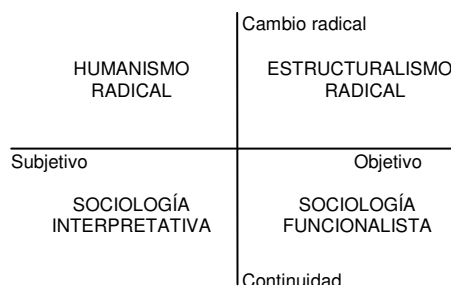 Cambio radical
HUMANISMO
RADICAL
ESTRUCTURALISMO
RADICAL
Subjetivo
Objetivo
SOCIOLOGÍA
INTERPRETATIVA
SOCIOLOGÍA
FUNCIONALISTA
Continuidad